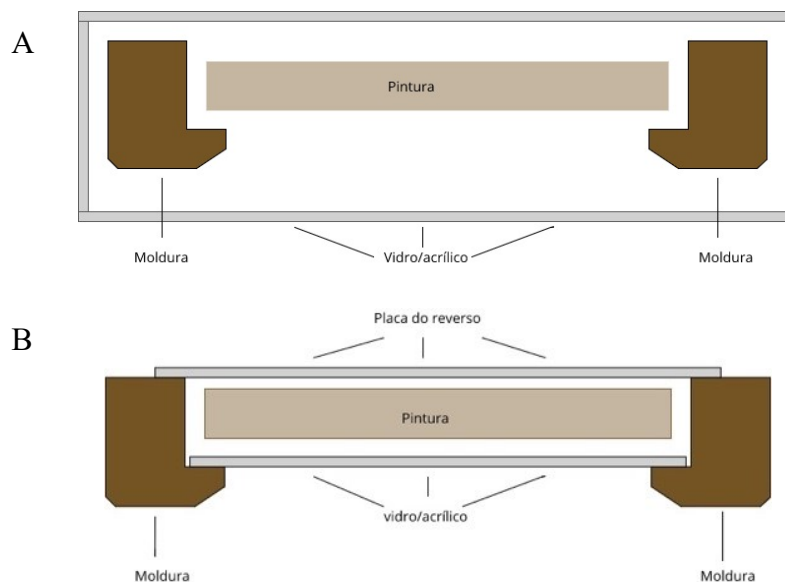 A
Pintura
Moldura
Vidro/acrílico
Moldura
Placa do reverso
B
Pintura
vidro/acrílico
Moldura
Moldura